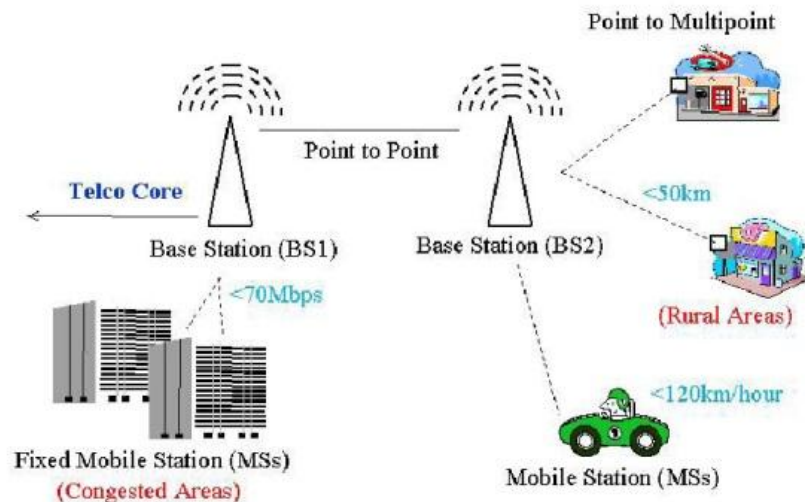 Point to Multipoint
Point to Point
Telco Core
<50km
Base Station (BS1)
Base Station (BS2)
<70Mbps
(Rural Areas)
<120km/hour
Fixed Mobile Station (MSs)
Mobile Station (MSs)
(Congested Areas)